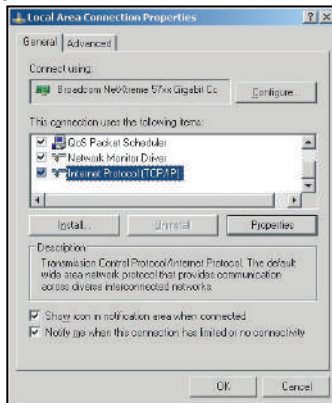 Local Area Connection Properties
General Advanced
Connect using:
Broadcom NetXtreme 57xx Gigabit Cc Configure...
This connection uses the following items:
QoS Packet Scheduler
Network Monitor Driver
Internet Protocol (TCP/IP)
Install... Uninstall Properties
Description
Transmission Control Protocol/Internet Protocol. The default
wide area network protocol that provides communication
across diverse interconnected networks.
Show icon in notification area when connected
Notify me when this connection has limited or no connectivity
OK Cancel